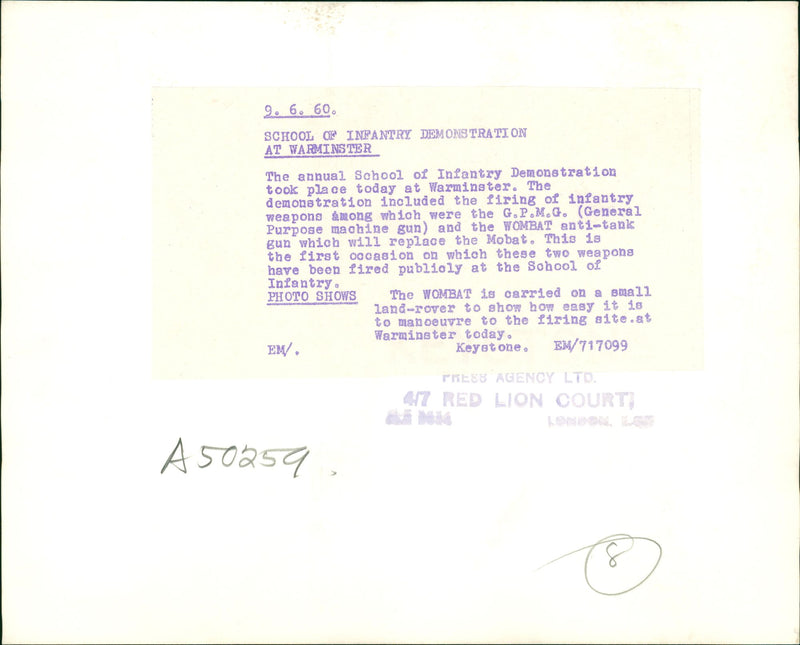 9. 6. 60.
SCHOOL OF INFANTRY DEMONSTRATION
AT WARMINSTER
The annual School of Infantry Demonstration
took place today at Warminster. The
demonstration included the firing of infantry
weapons among which were the G.P.M.G. (General
Purpose machine gun) and the WOMBAT anti-tank
gun which will replace the Mobat. This is
the first occasion on which these two weapons
have been fired publicly at the School of
Infantry.
PHOTO SHOWS The WOMBAT is carried on a small
land-rover to show how easy it is
to manoeuvre to the firing site.at
Warminster today.
EM/. Keystone. EM/717099
PRESS AGENCY LTD.
4/7 RED LION COURT,
LONDON.
A50259.
8